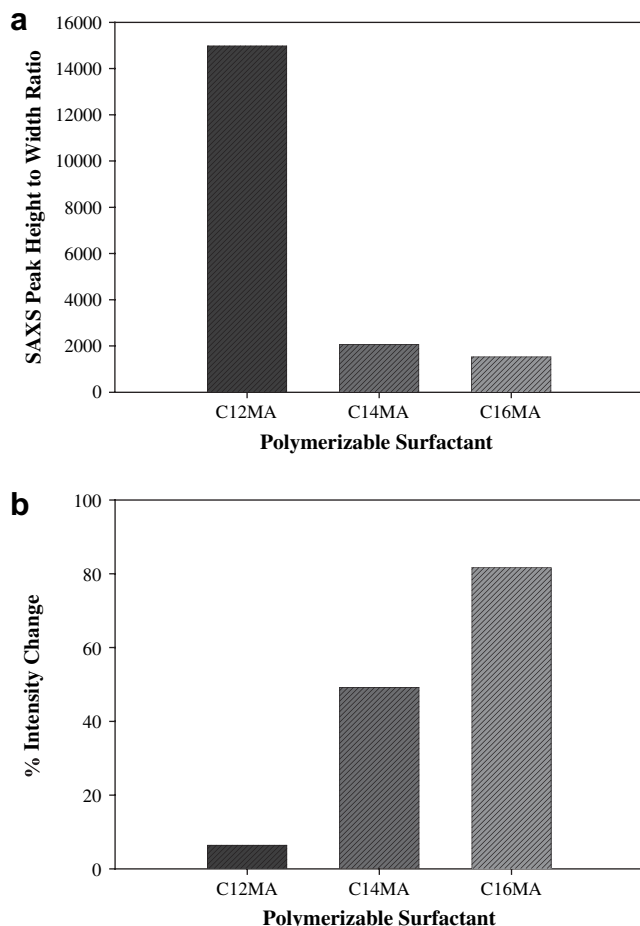 a
SAXS Peak Height to Width Ratio
16000
14000
12000
10000
8000
6000
4000
2000
0
C12MA C14MA C16MA
Polymerizable Surfactant
b
% Intensity Change
100
80
60
40
20
0
C12MA C14MA C16MA
Polymerizable Surfactant